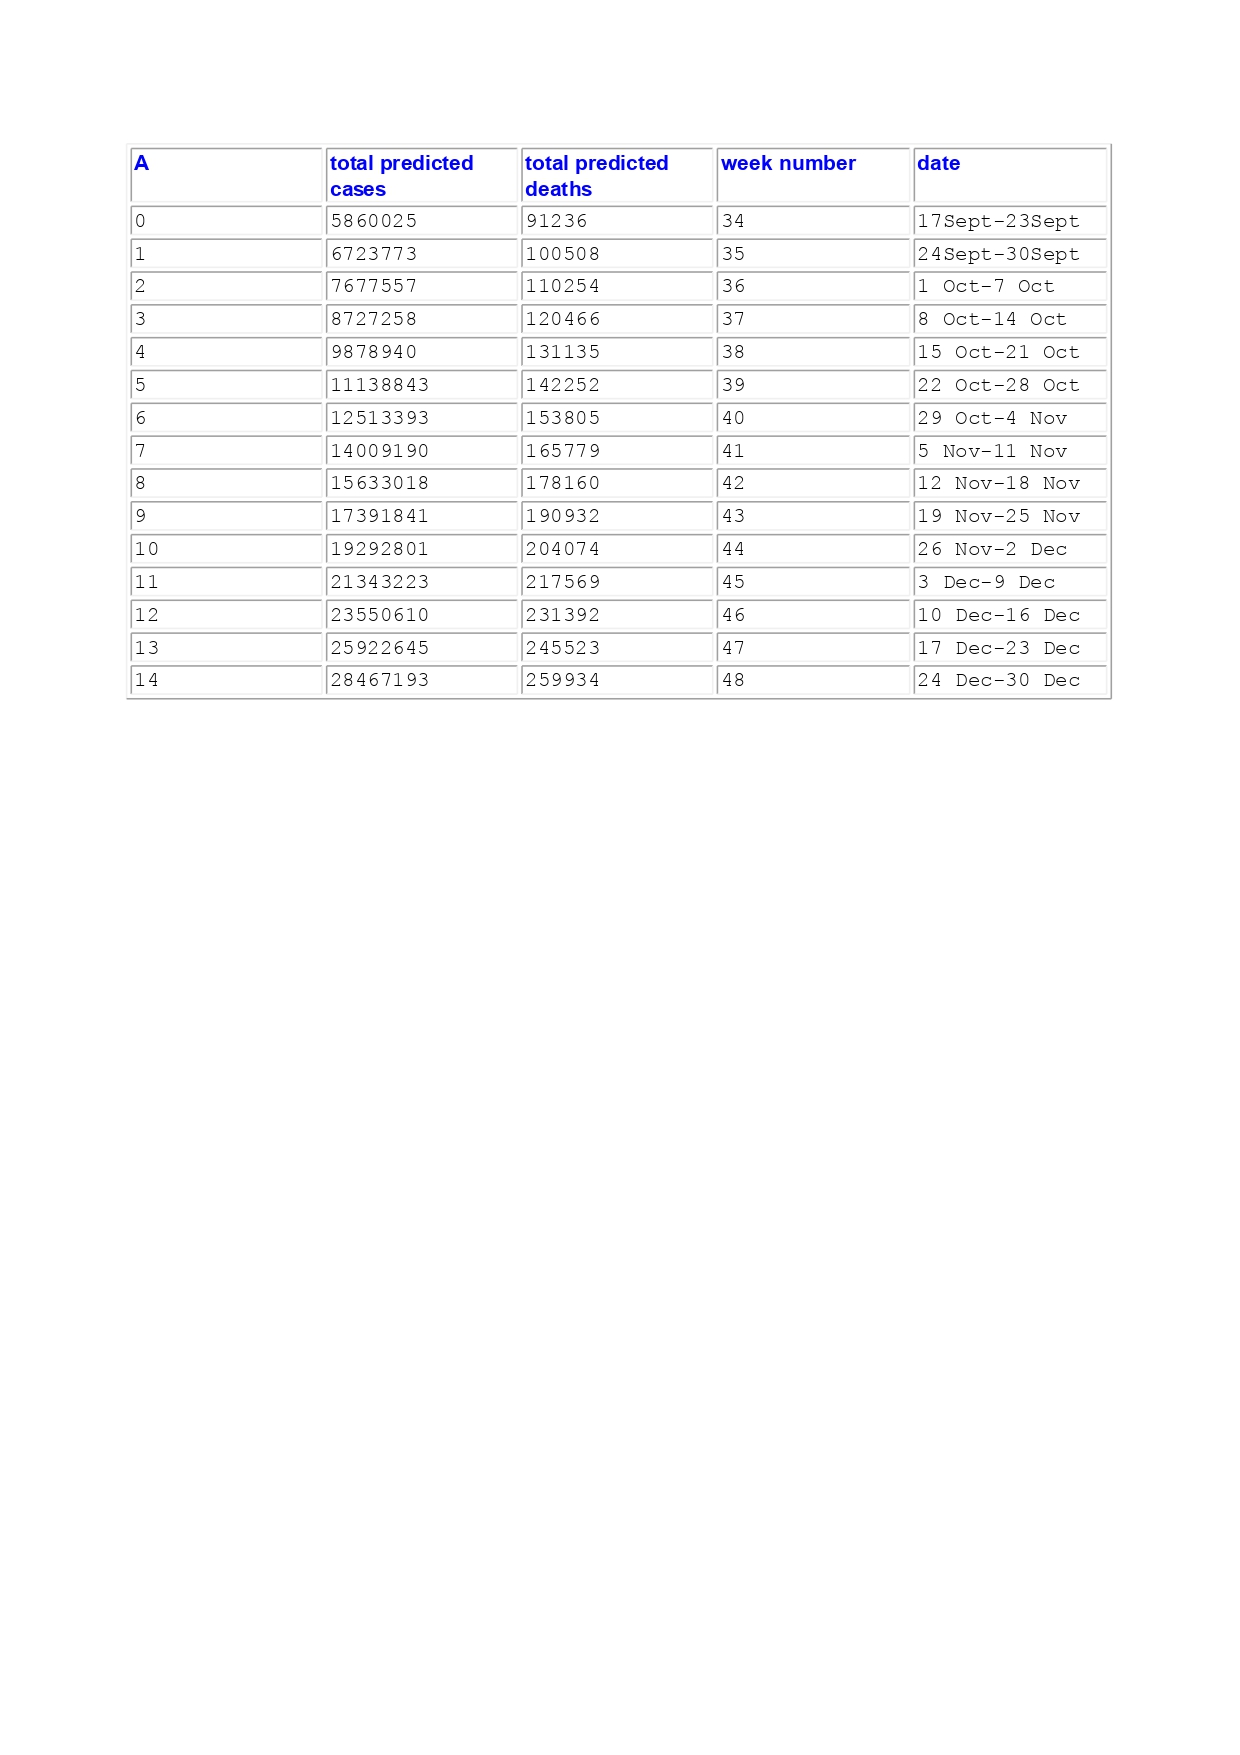 A total predicted cases total predicted deaths week number date
0 5860025 91236 34 17Sept-23Sept
1 6723773 100508 35 24Sept-30Sept
2 7677557 110254 36 1 Oct-7 Oct
3 8727258 120466 37 8 Oct-14 Oct
4 9878940 131135 38 15 Oct-21 Oct
5 11138843 142252 39 22 Oct-28 Oct
6 12513393 153805 40 29 Oct-4 Nov
7 14009190 165779 41 5 Nov-11 Nov
8 15633018 178160 42 12 Nov-18 Nov
9 17391841 190932 43 19 Nov-25 Nov
10 19292801 204074 44 26 Nov-2 Dec
11 21343223 217569 45 3 Dec-9 Dec
12 23550610 231392 46 10 Dec-16 Dec
13 25922645 245523 47 17 Dec-23 Dec
14 28467193 259934 48 24 Dec-30 Dec